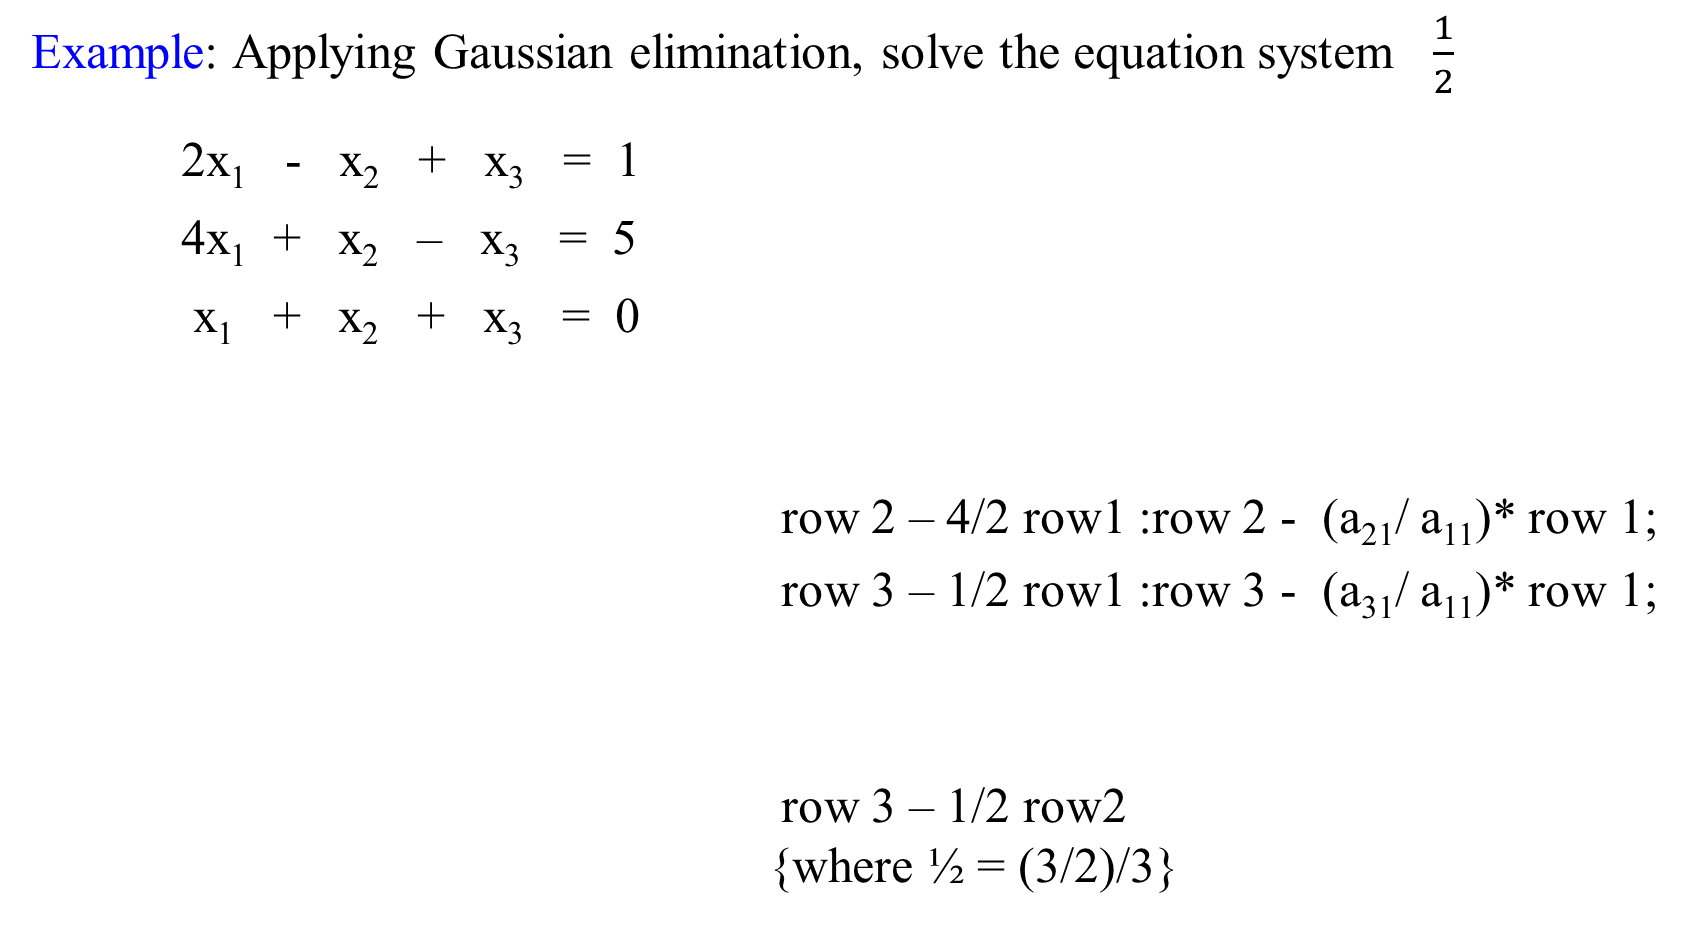 Example: Applying Gaussian elimination, solve the equation system 1/2
2x₁ - x₂ + x₃ = 1
4x₁ + x₂ – x₃ = 5
x₁ + x₂ + x₃ = 0
row 2 – 4/2 row1 :row 2 - (a₂₁/ a₁₁)* row 1;
row 3 – 1/2 row1 :row 3 - (a₃₁/ a₁₁)* row 1;
row 3 – 1/2 row2
{where ½ = (3/2)/3}